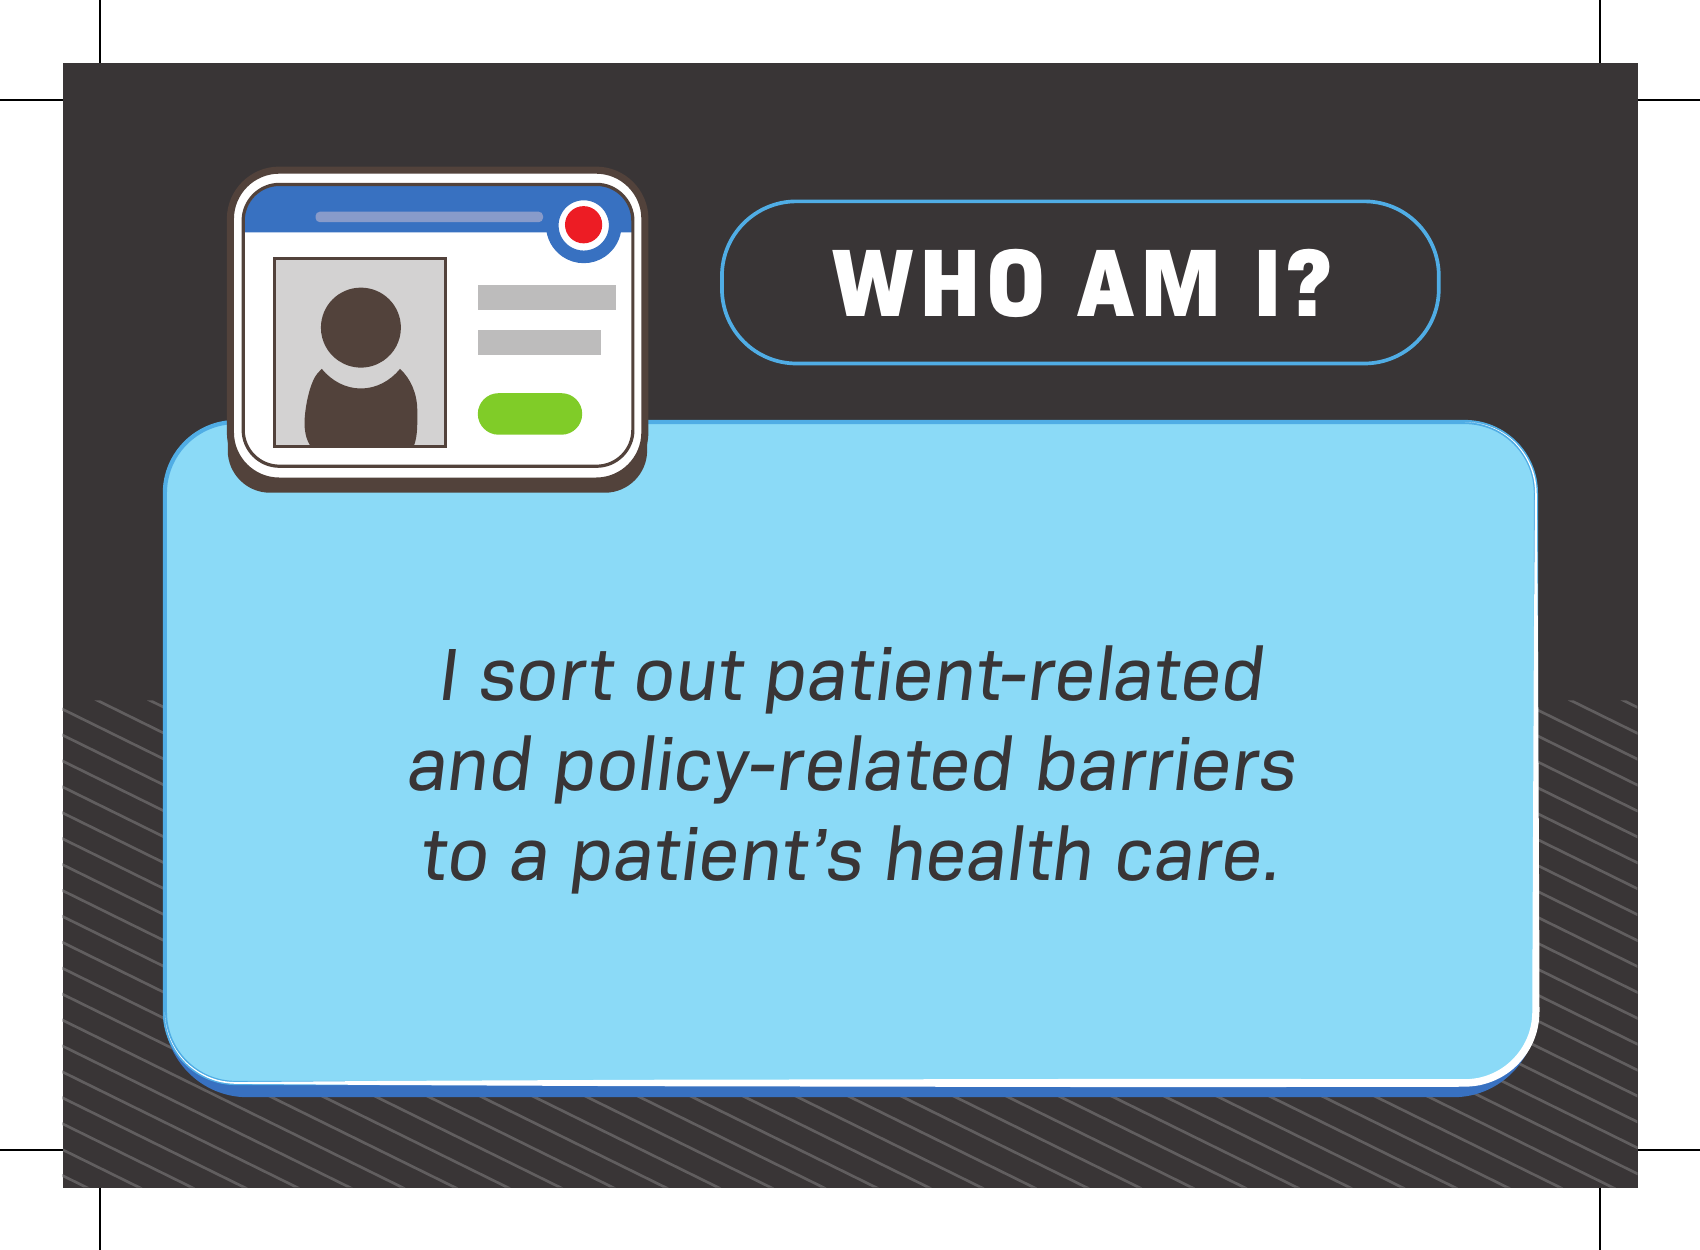 WHO AM I?
I sort out patient-related
and policy-related barriers
to a patient’s health care.